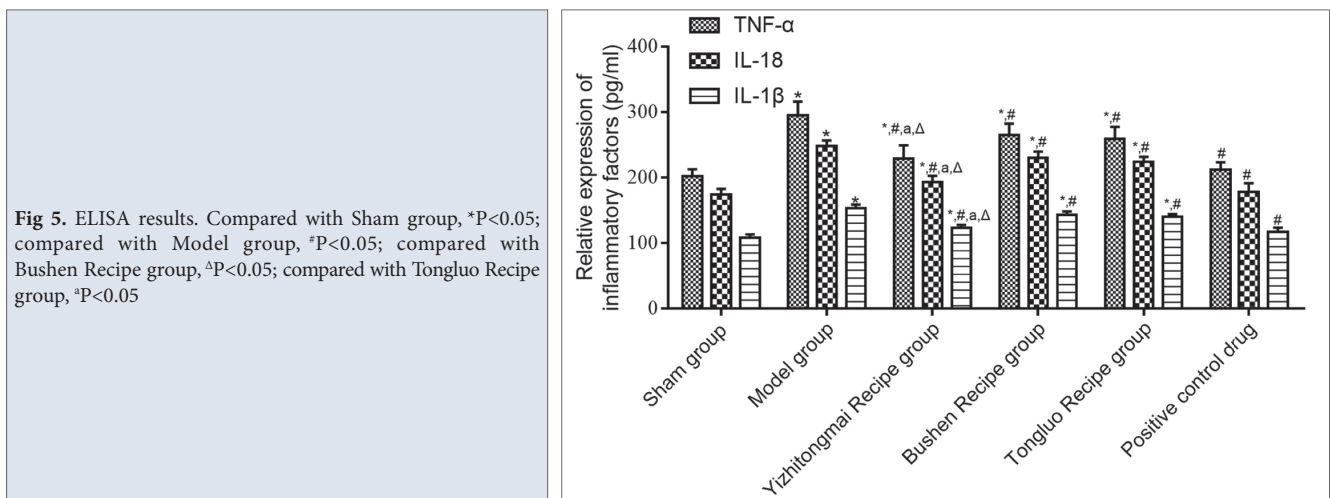 Fig 5. ELISA results. Compared with Sham group, *P<0.05;
compared with Model group, #P<0.05; compared with
Bushen Recipe group, ΔP<0.05; compared with Tongluo Recipe
group, aP<0.05
TNF-α
IL-18
IL-1β
Relative expression of
inflammatory factors (pg/ml)
400
300
200
100
0
*
*
*
*,#,a,Δ
*,#,a,Δ
*,#,a,Δ
*,#
*,#
*,#
*,#
*,#
*,#
#
#
#
Sham group
Model group
Yizhitongmai Recipe group
Bushen Recipe group
Tongluo Recipe group
Positive control drug